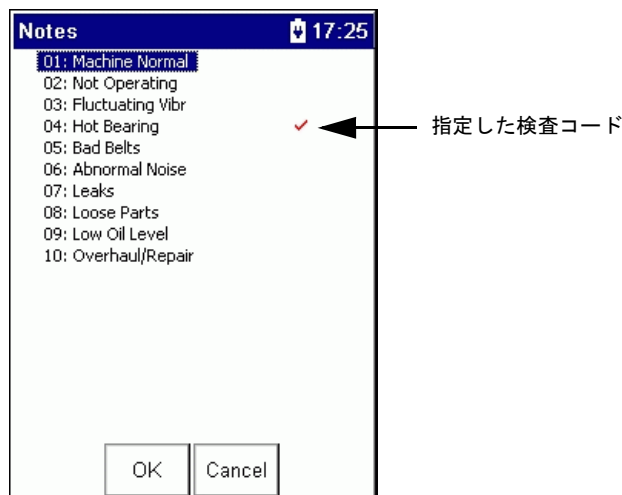 Notes 17:25
01: Machine Normal
02: Not Operating
03: Fluctuating Vibr
04: Hot Bearing
指定した検査コード
05: Bad Belts
06: Abnormal Noise
07: Leaks
08: Loose Parts
09: Low Oil Level
10: Overhaul/Repair
OK Cancel